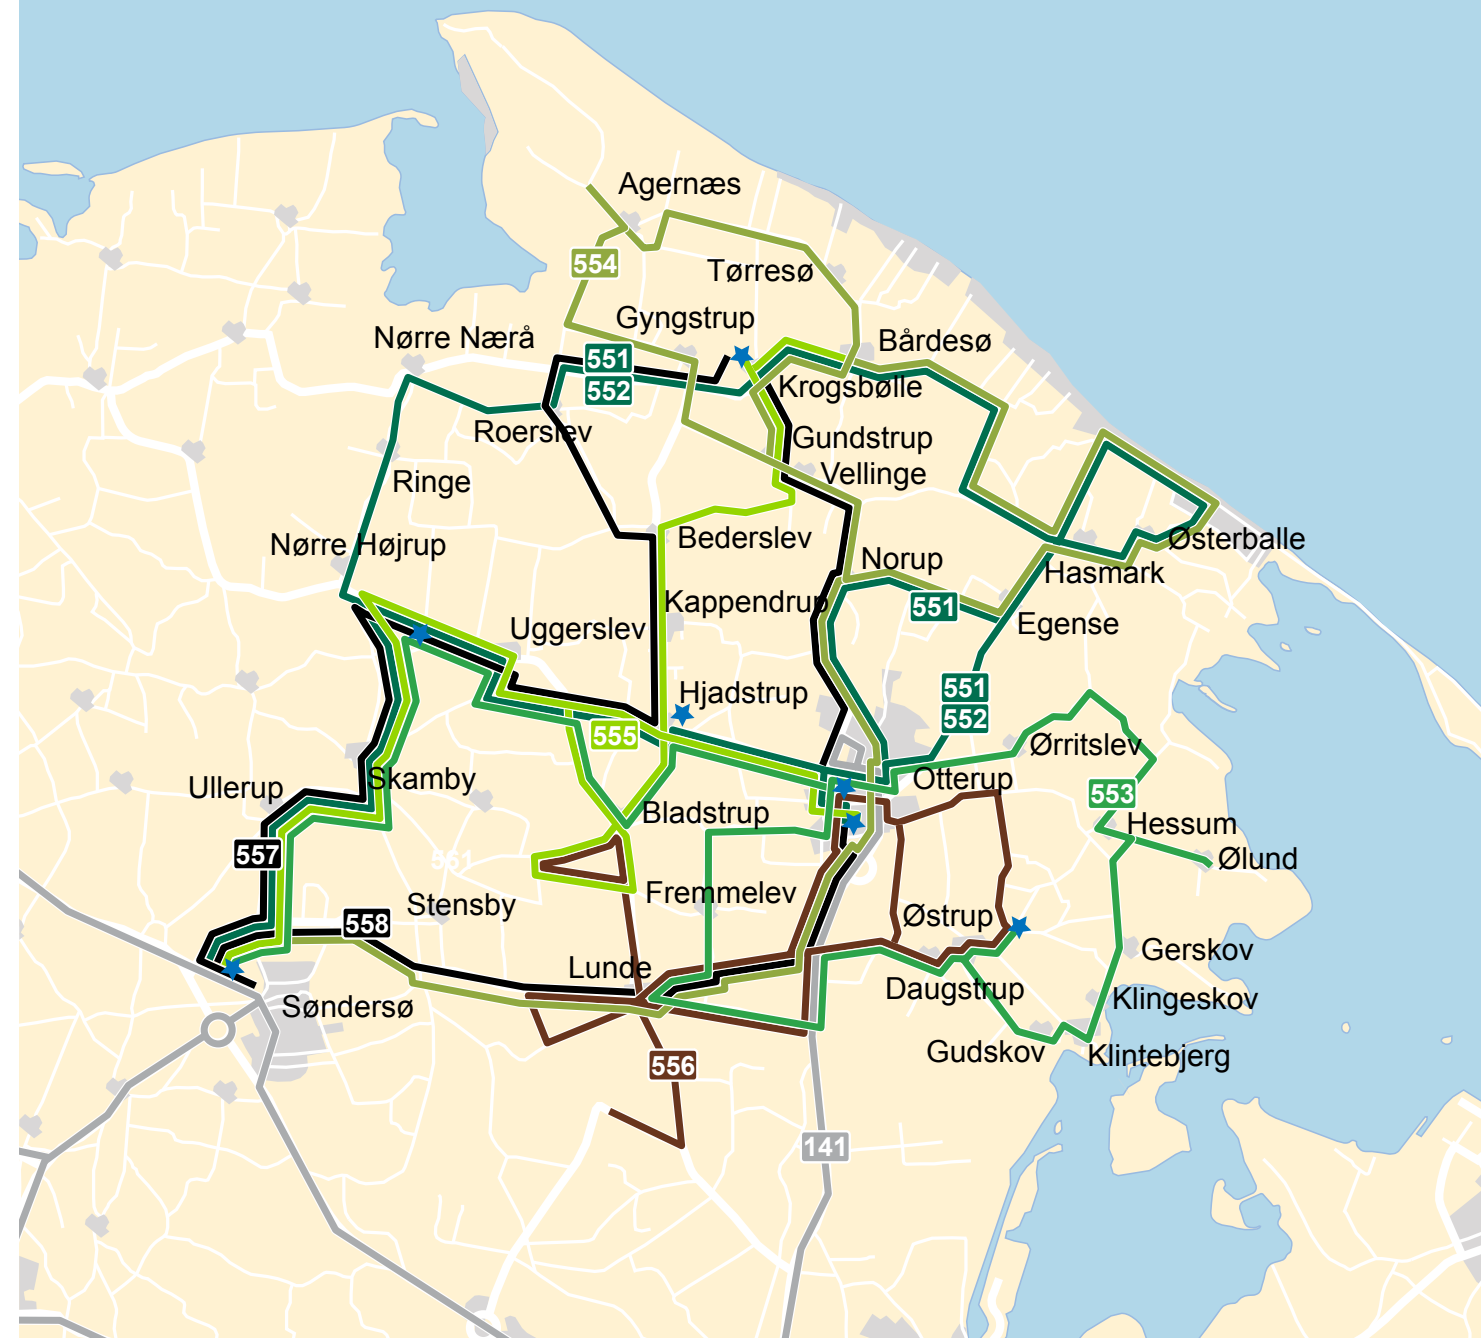 Agernæs
554
Tørresø
Gyngstrup
Nørre Nærå
Bårdesø
551
552
Krogsbølle
Roerslev
Gundstrup
Vellinge
Ringe
Bederslev
Nørre Højrup
Østerballe
Norup
Hasmark
Kappendrup
551
Uggerslev
Egense
Hjadstrup
551
552
555
Ørritslev
Skamby
Ullerup
Otterup
553
Bladstrup
Hessum
557
561
Ølund
Fremmelev
Stensby
Østrup
558
Gerskov
Lunde
Daugstrup
Klingeskov
Søndersø
Gudskov
Klintebjerg
556
141